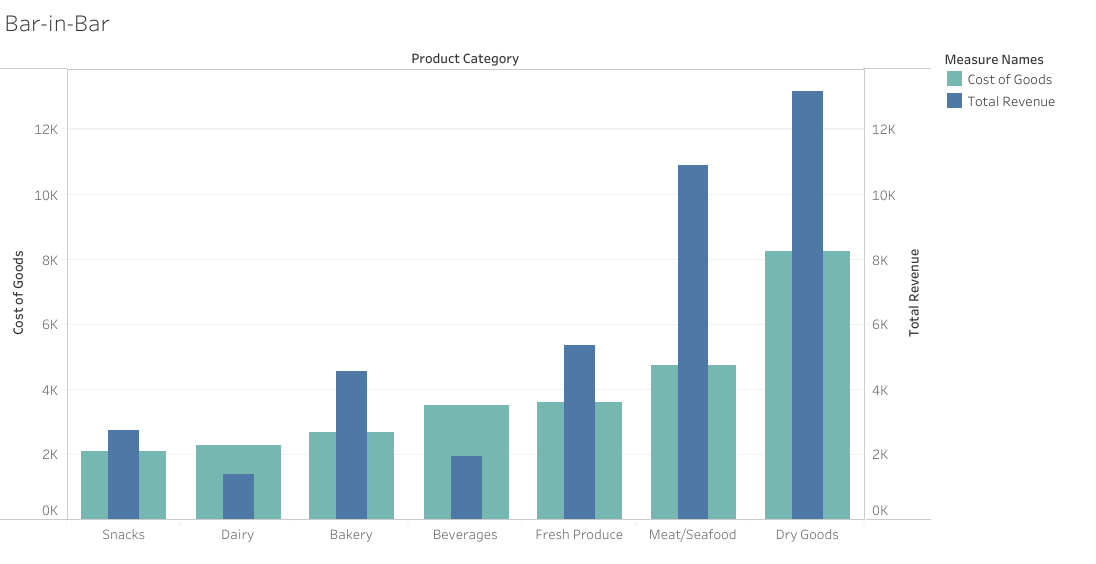 Bar-in-Bar
Product Category
Measure Names
Cost of Goods
Total Revenue
Cost of Goods
12K
10K
8K
6K
4K
2K
0K
12K
10K
8K
6K
4K
2K
0K
Total Revenue
Snacks
Dairy
Bakery
Beverages
Fresh Produce
Meat/Seafood
Dry Goods